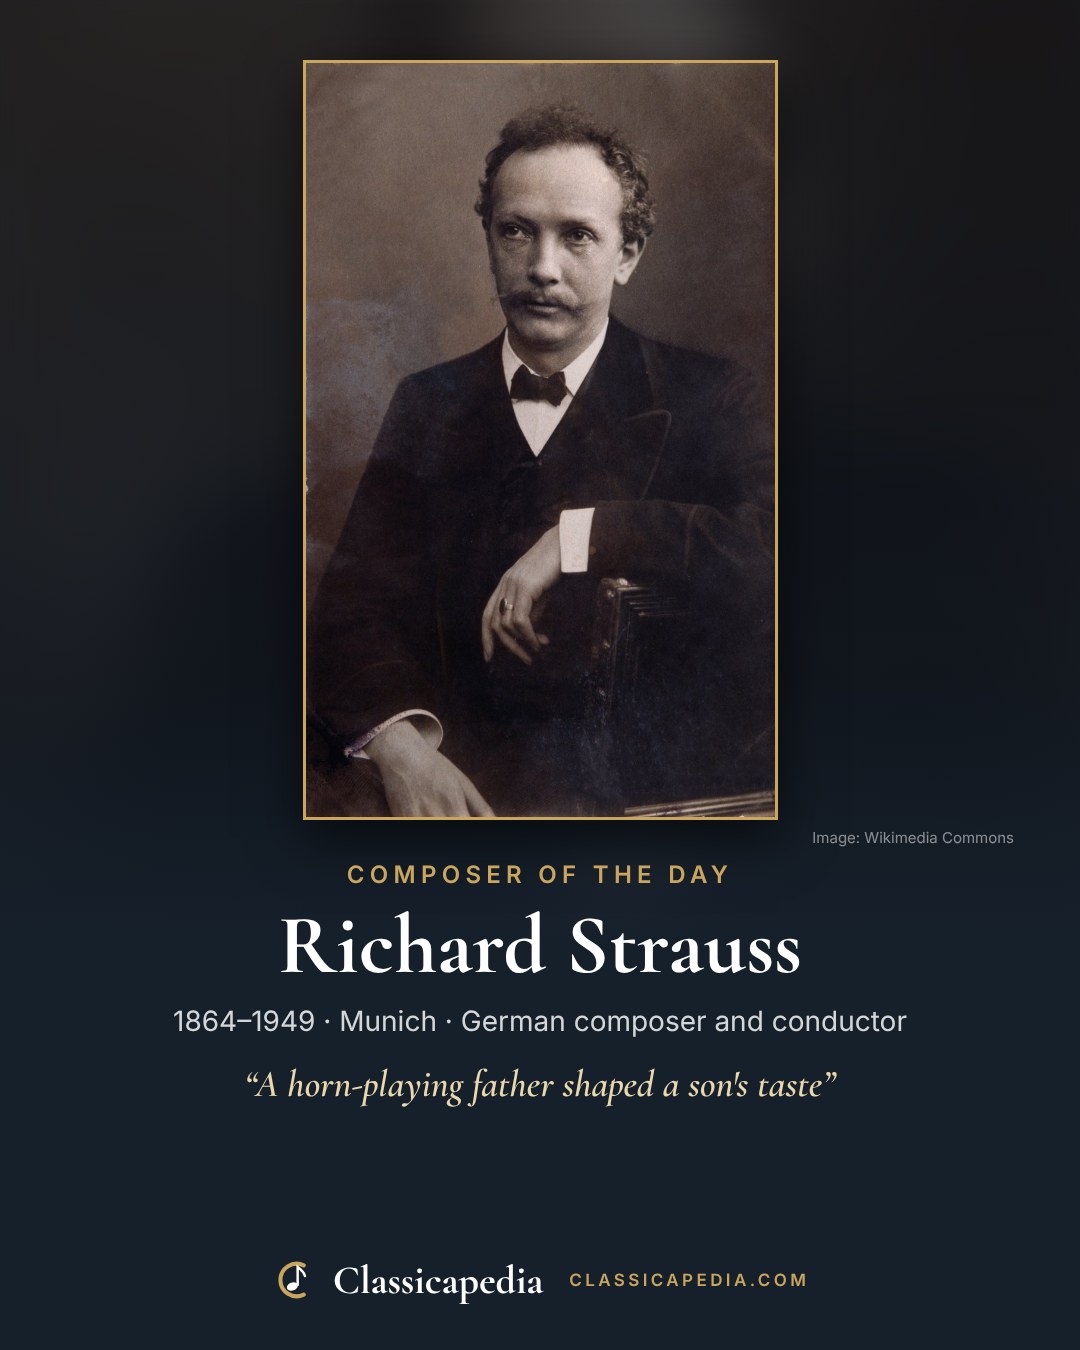 Image: Wikimedia Commons
COMPOSER OF THE DAY
Richard Strauss
1864–1949 · Munich · German composer and conductor
“A horn-playing father shaped a son's taste”
Classicapedia CLASSICAPEDIA.COM